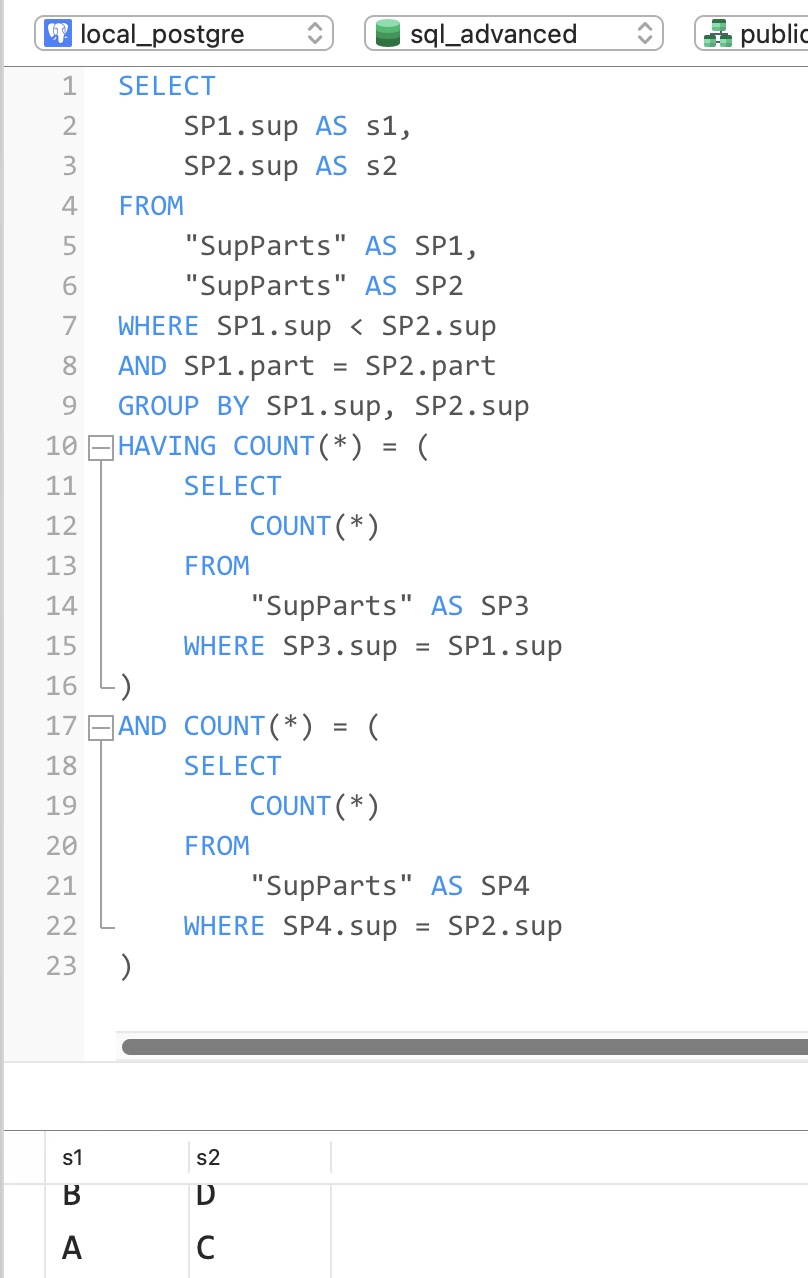 local_postgre sql_advanced public
1 SELECT
2 SP1.sup AS s1,
3 SP2.sup AS s2
4 FROM
5 "SupParts" AS SP1,
6 "SupParts" AS SP2
7 WHERE SP1.sup < SP2.sup
8 AND SP1.part = SP2.part
9 GROUP BY SP1.sup, SP2.sup
10 HAVING COUNT(*) = (
11 SELECT
12 COUNT(*)
13 FROM
14 "SupParts" AS SP3
15 WHERE SP3.sup = SP1.sup
16 )
17 AND COUNT(*) = (
18 SELECT
19 COUNT(*)
20 FROM
21 "SupParts" AS SP4
22 WHERE SP4.sup = SP2.sup
23 )
s1 s2
B D
A C